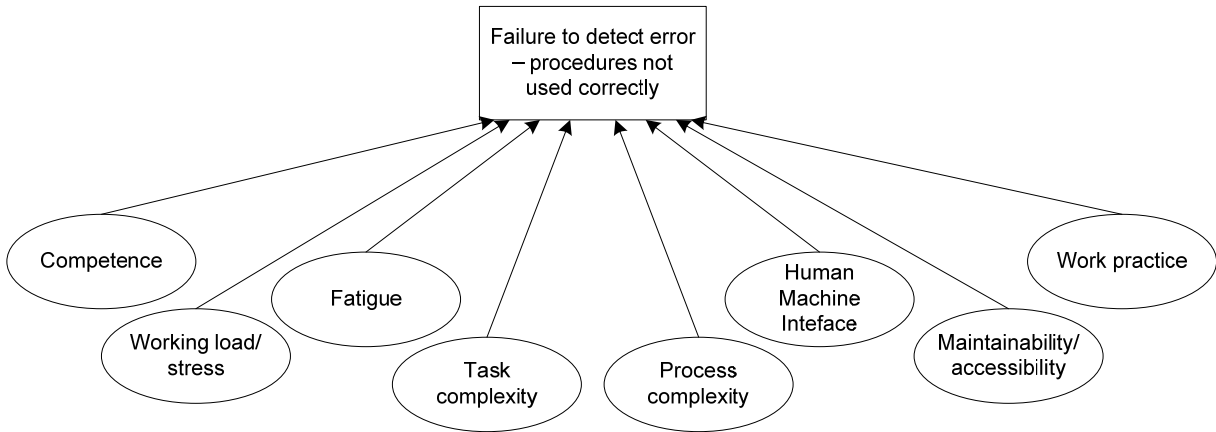 Failure to detect error
– procedures not
used correctly
Competence
Working load/
stress
Fatigue
Task
complexity
Process
complexity
Human
Machine
Inteface
Maintainability/
accessibility
Work practice